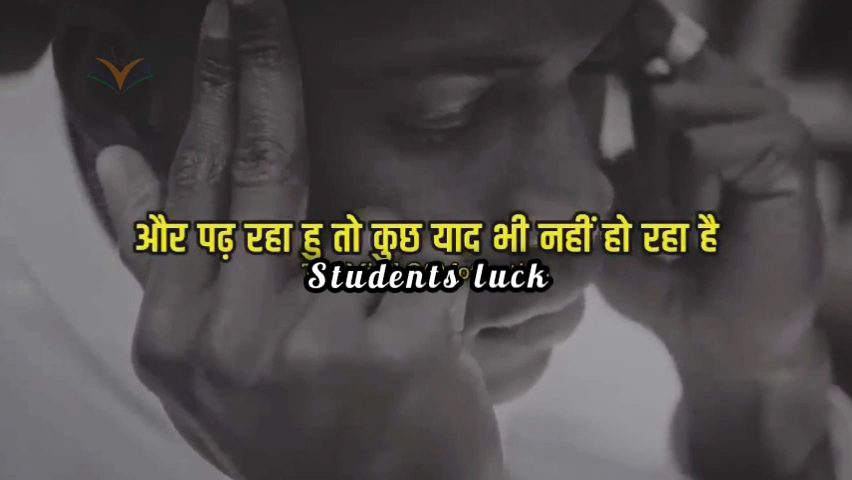 और पढ़ रहा हु तो कुछ याद भी नहीं हो रहा है
Students luck